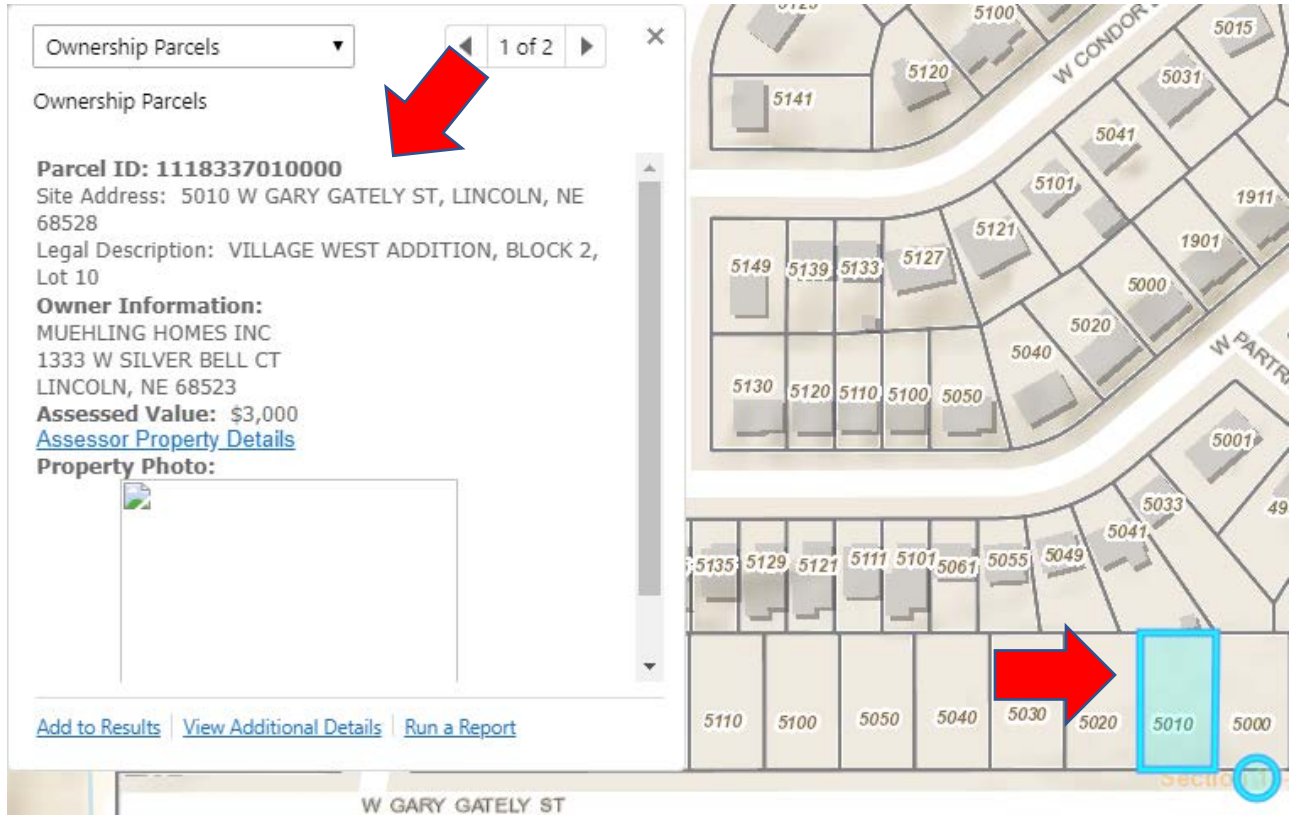 Ownership Parcels
1 of 2
Ownership Parcels
Parcel ID: 1118337010000
Site Address: 5010 W GARY GATELY ST, LINCOLN, NE
68528
Legal Description: VILLAGE WEST ADDITION, BLOCK 2,
Lot 10
Owner Information:
MUEHLING HOMES INC
1333 W SILVER BELL CT
LINCOLN, NE 68523
Assessed Value: $3,000
Assessor Property Details
Property Photo:
Add to Results
View Additional Details
Run a Report
5100
5015
W CONDOR
5120
5031
5141
5041
5101
1911
5121
1901
5149
5139
5133
5127
5000
5020
W PARTR
5040
5130
5120
5110
5100
5050
5001
5033
5041
5135
5129
5121
5111
5101
5061
5055
5049
5110
5100
5050
5040
5030
5020
5010
5000
W GARY GATELY ST